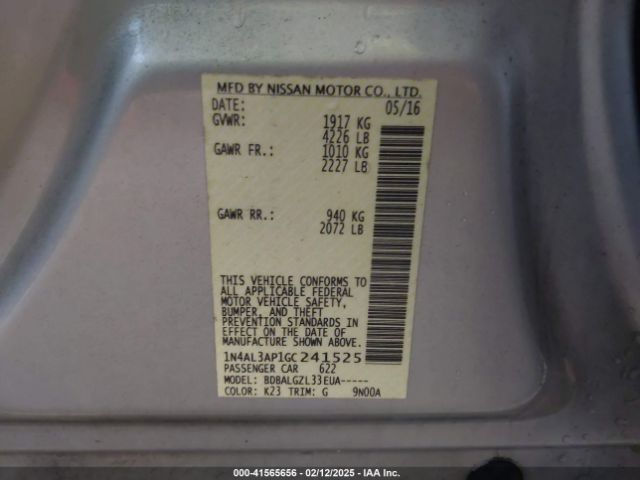 MFD BY NISSAN MOTOR CO., LTD.
DATE: 05/16
GVWR: 1917 KG
4226 LB
GAWR FR.: 1010 KG
2227 LB
GAWR RR.: 940 KG
2072 LB
THIS VEHICLE CONFORMS TO
ALL APPLICABLE FEDERAL
MOTOR VEHICLE SAFETY,
BUMPER, AND THEFT
PREVENTION STANDARDS IN
EFFECT ON THE DATE OF
MANUFACTURE SHOWN ABOVE.
1N4AL3AP1GC241525
PASSENGER CAR 622
MODEL: BDBALGZL33EUA-----
COLOR: K23 TRIM: G 9N00A
000-41565656 / 02/12/2025 / IAA Inc.